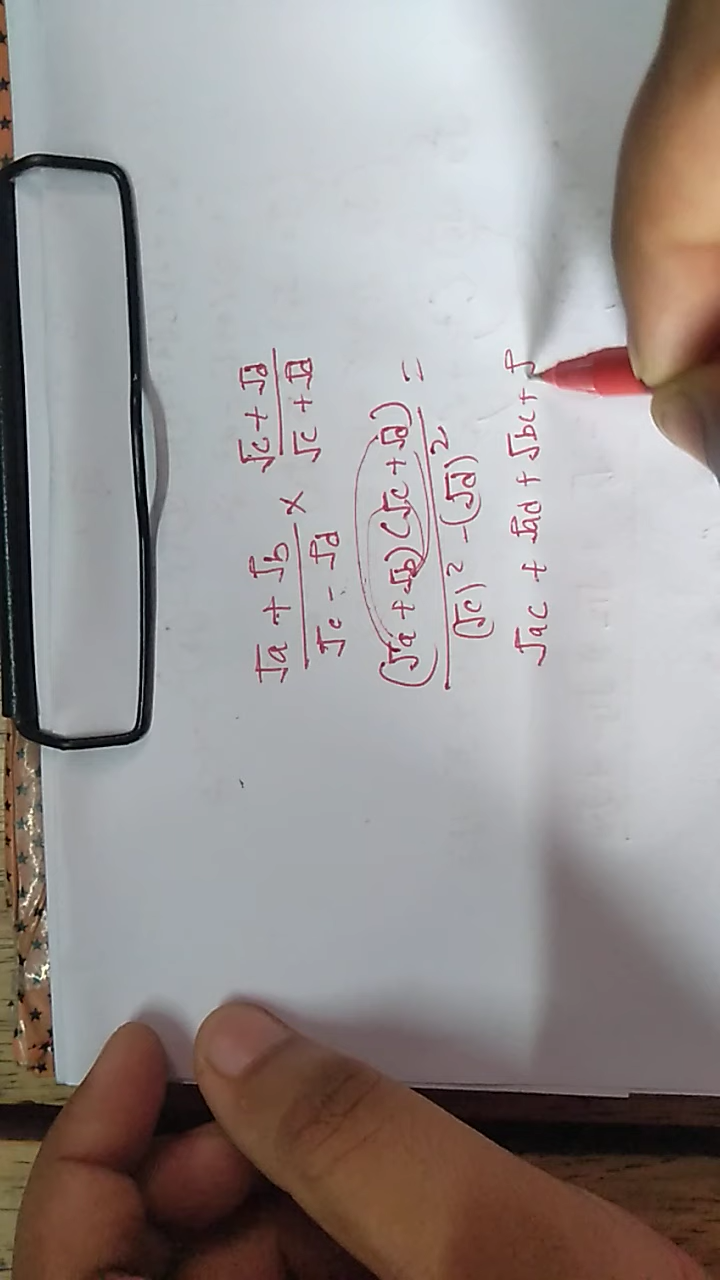 √a + √b / √c - √d × √c + √d / √c + √d
(√a + √b) (√c + √d) / (√c)² - (√d)² =
√ac + √ad + √bc + √